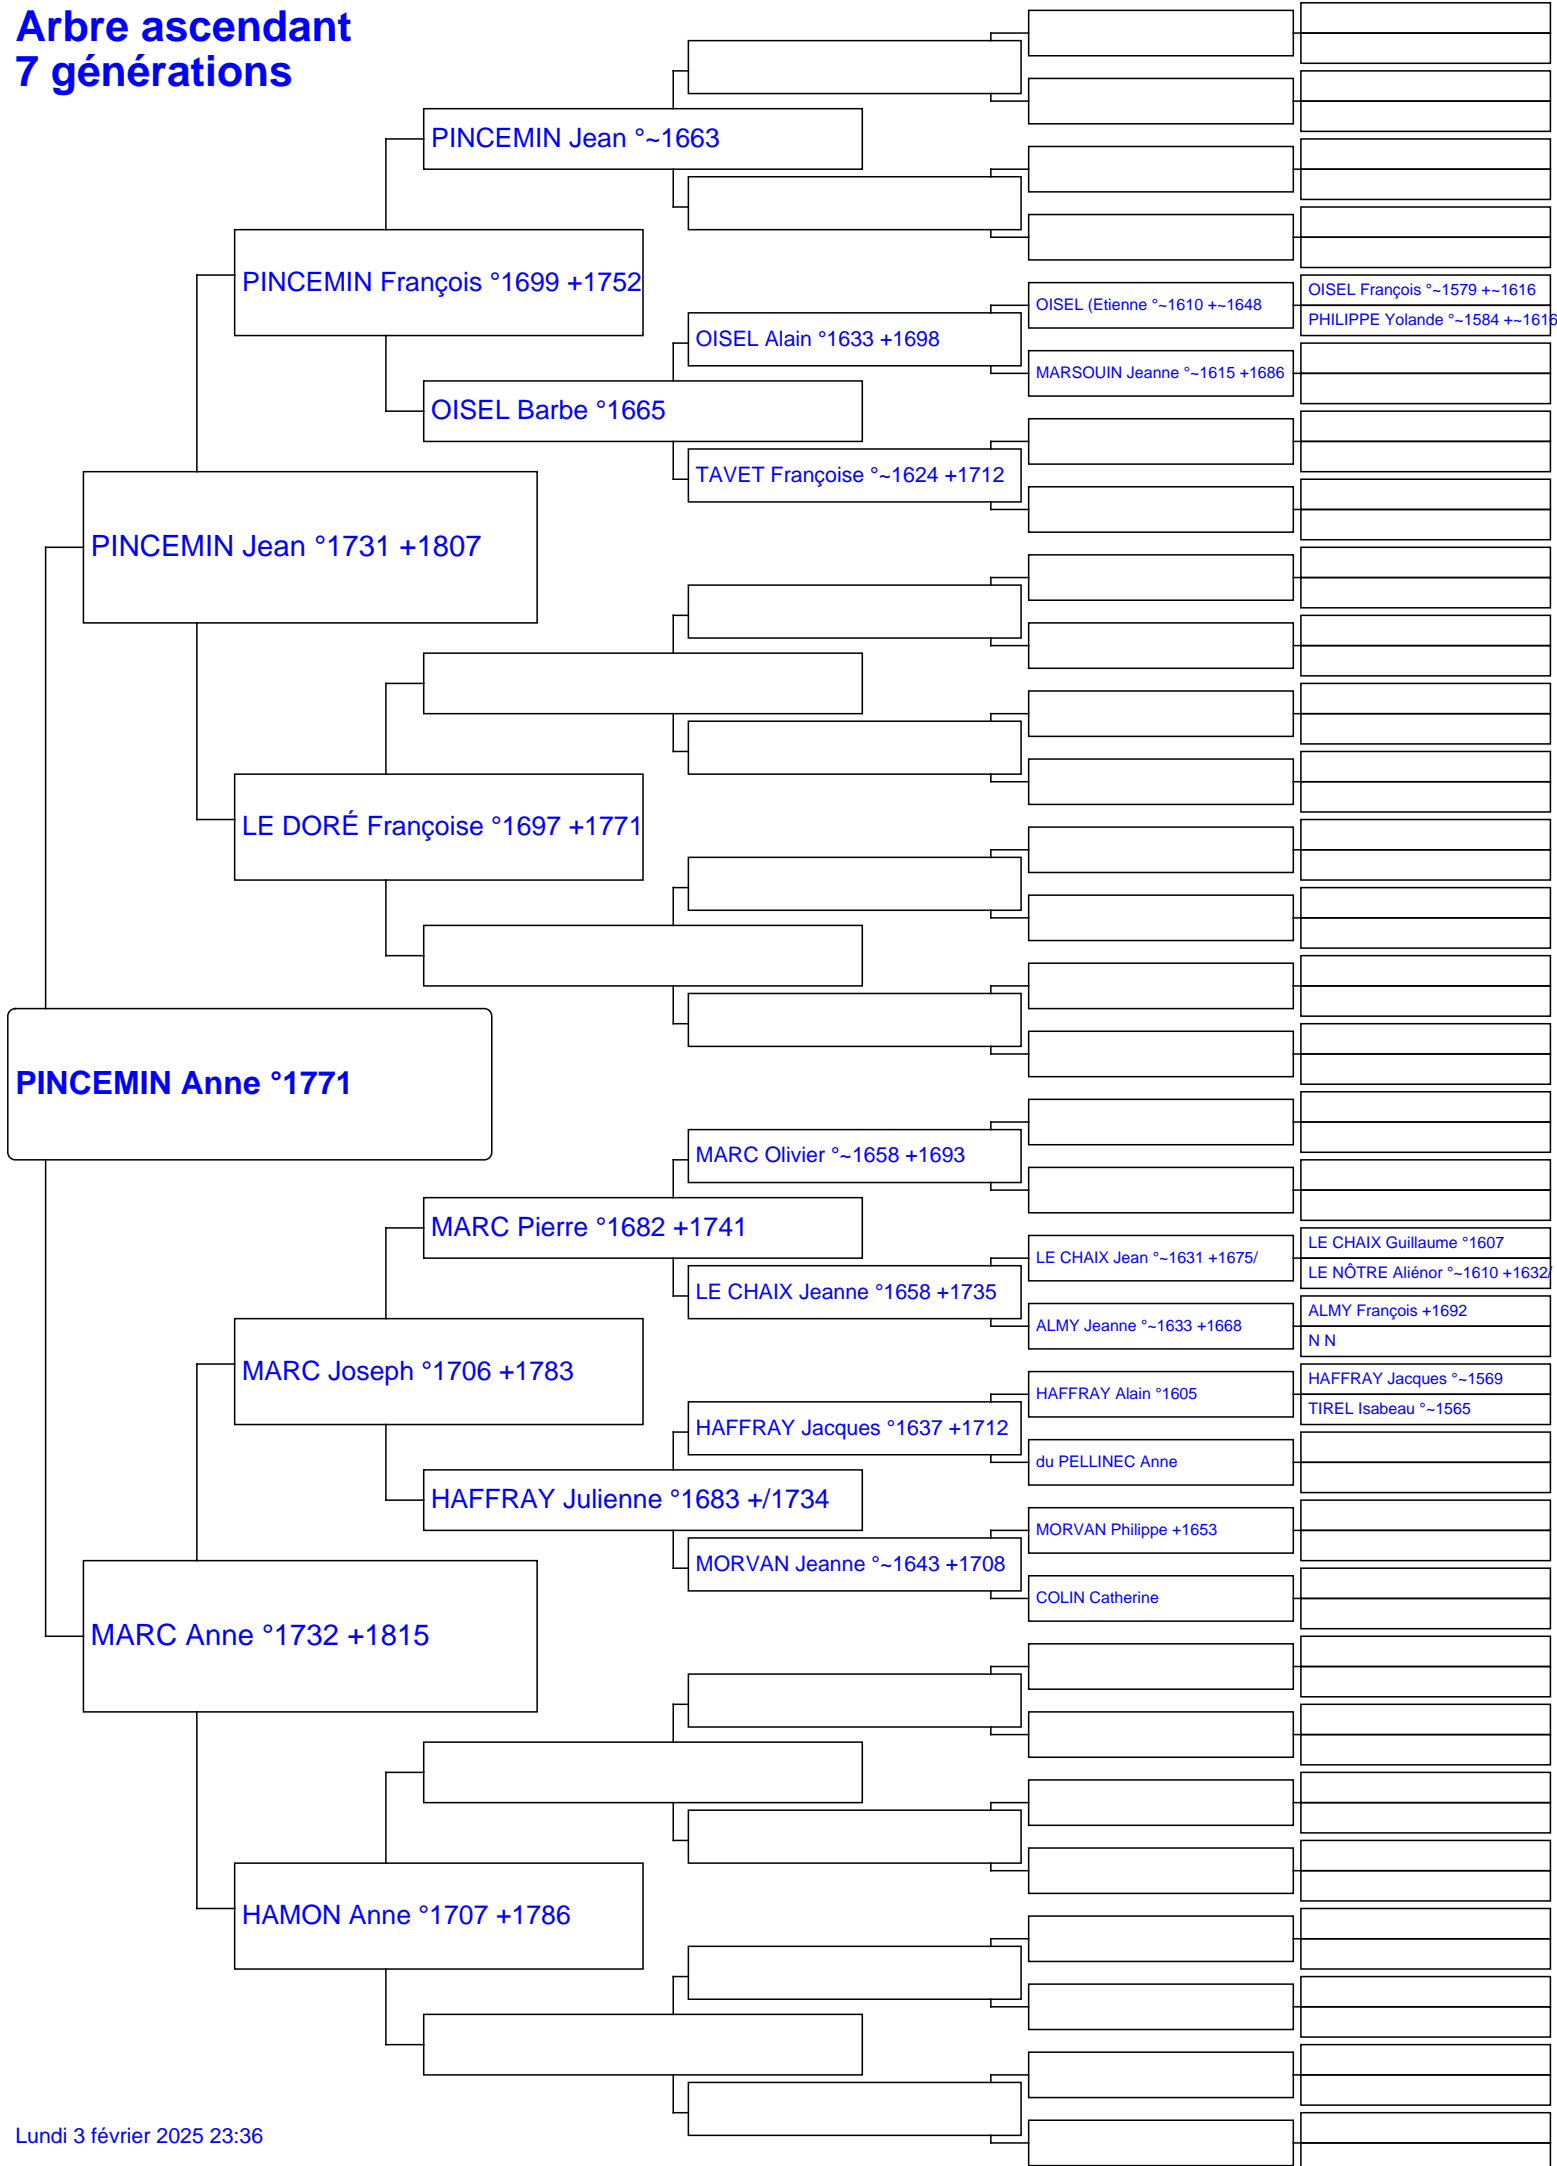 Arbre ascendant
7 générations
PINCEMIN Jean °~1663
PINCEMIN François °1699 +1752
OISEL (Etienne °~1610 +~1648
OISEL François °~1579 +~1616
PHILIPPE Yolande °~1584 +~1616
OISEL Alain °1633 +1698
MARSOUIN Jeanne °~1615 +1686
OISEL Barbe °1665
TAVET Françoise °~1624 +1712
PINCEMIN Jean °1731 +1807
LE DORÉ Françoise °1697 +1771
PINCEMIN Anne °1771
MARC Olivier °~1658 +1693
MARC Pierre °1682 +1741
LE CHAIX Jean °~1631 +1675/
LE CHAIX Guillaume °1607
LE NÔTRE Aliénor °~1610 +1632/
LE CHAIX Jeanne °1658 +1735
ALMY Jeanne °~1633 +1668
ALMY François +1692
N N
MARC Joseph °1706 +1783
HAFFRAY Alain °1605
HAFFRAY Jacques °~1569
TIREL Isabeau °~1565
HAFFRAY Jacques °1637 +1712
du PELLINEC Anne
HAFFRAY Julienne °1683 +/1734
MORVAN Philippe +1653
MORVAN Jeanne °~1643 +1708
COLIN Catherine
MARC Anne °1732 +1815
HAMON Anne °1707 +1786
Lundi 3 février 2025 23:36